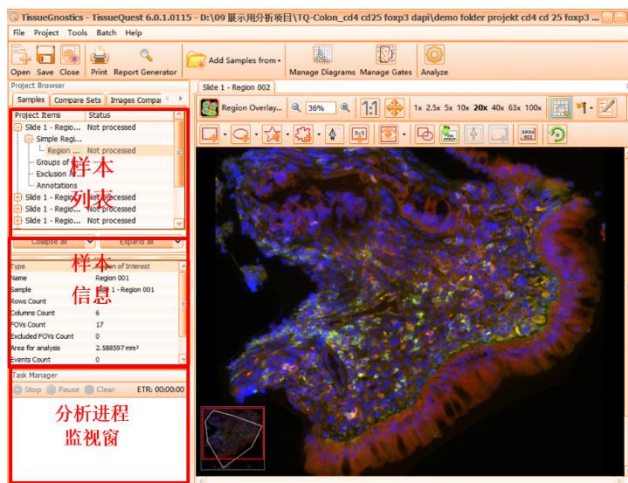 TissueGnostics - TissueQuest 6.0.1.0115 - D:\09 展示用分析项目\TQ-Colon_cd4 cd25 foxp3 dapi\demo folder projekt cd4 cd 25 foxp3 ...
File Project Tools Batch Help
Open Save Close Print Report Generator Add Samples from Manage Diagrams Manage Gates Analyze
Project Browser
Samples Compare Sets Images Compar
Project Items Status
Slide 1 - Regio... Not processed
Simple Regi...
Region ... Not processed
Groups of
Exclusion
Annotations
Slide 1 - Regio... Not processed
Slide 1 - Regio... Not processed
Slide 1 - Regio... Not processed
样本
列表
Collapse all Expand all
Type Region of Interest
Name Region 001
Sample Slide 1 - Region 001
Rows Count
Columns Count 6
FOVs Count 17
Excluded FOVs Count 0
Area for analysis 2.588597 mm²
Events Count 0
样本
信息
Task Manager
Stop Pause Clear ETR: 00:00:00
分析进程
监视窗
Slide 1 - Region 002
Region Overlay... 36% 1:1 1x 2.5x 5x 10x 20x 40x 63x 100x